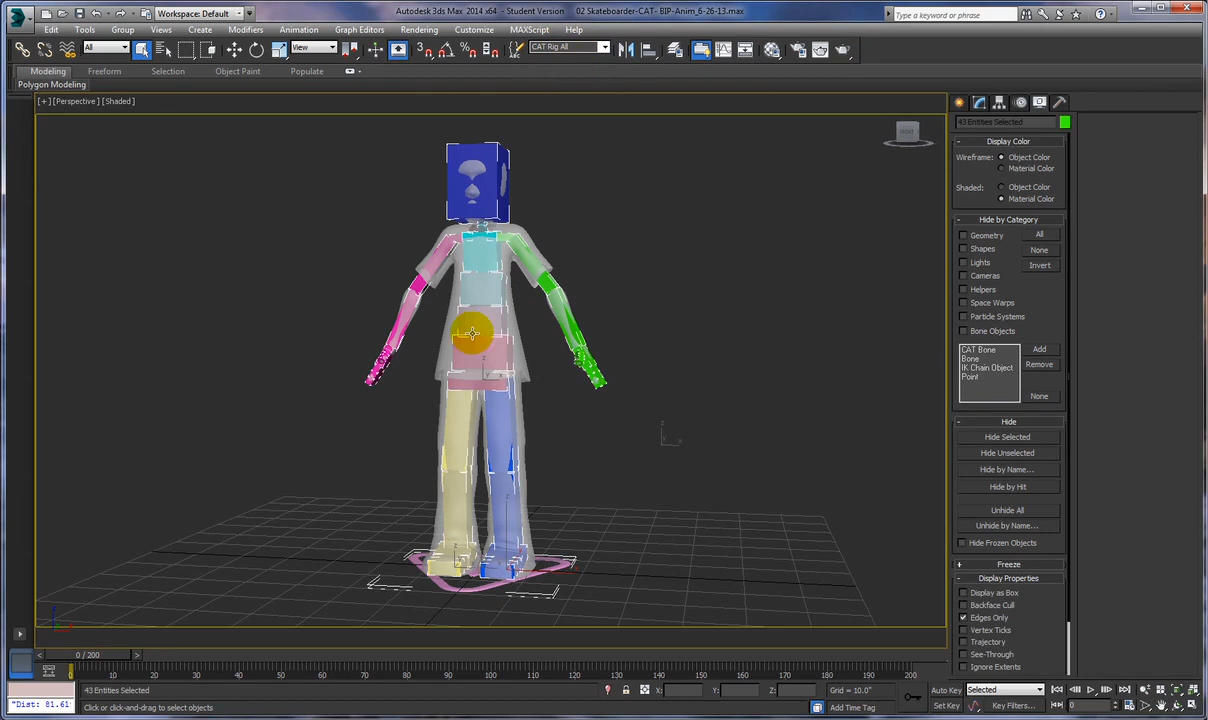 Workspace: Default
Autodesk 3ds Max 2014 x64 - Student Version 02 Skateboarder-CAT- BIP-Anim_6-26-13.max
Type a keyword or phrase
Edit Tools Group Views Create Modifiers Animation Graph Editors Rendering Customize MAXScript Help
All View CAT Rig All
Modeling Freeform Selection Object Paint Populate
Polygon Modeling
[+] [Perspective] [Shaded]
43 Entities Selected
Display Color
Wireframe: Object Color
Material Color
Shaded: Object Color
Material Color
Hide by Category
Geometry All
Shapes None
Lights Invert
Cameras
Helpers
Space Warps
Particle Systems
Bone Objects
CAT Bone Add
Bone
IK Chain Object Remove
Point
None
Hide
Hide Selected
Hide Unselected
Hide by Name...
Hide by Hit
Unhide All
Unhide by Name...
Hide Frozen Objects
Freeze
Display Properties
Display as Box
Backface Cull
Edges Only
Vertex Ticks
Trajectory
See-Through
Ignore Extents
0 / 200
10 20 30 40 50 60 70 80 90 100 110 120 130 140 150 160 170 180 190 200
43 Entities Selected X: Y: Z: Grid = 10.0" Auto Key Selected
"Dist: 81.61 Click or click-and-drag to select objects Add Time Tag Set Key Key Filters... 0